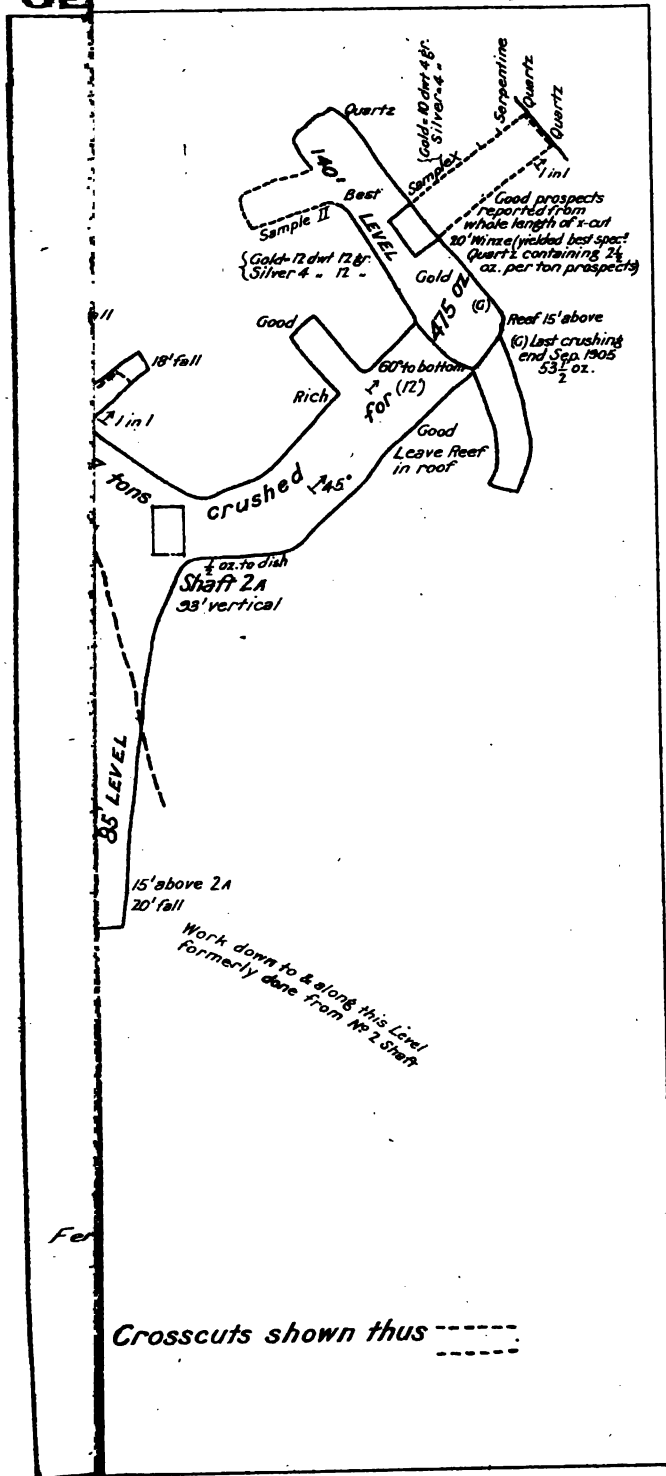 Quartz
{Gold=10 dwt 4 gr.
Silver=4 "
Serpentine
Quartz
Quartz
140'
LEVEL
Best
Sample X
1 in 1
Sample II
{Gold=12 dwt 12 gr.
{Silver 4 " 12 "
Good prospects
reported from
whole length of x-cut
20' Winze (yielded best spec?
Quartz containing 2½
oz. per ton prospects)
Gold
475 oz
(G)
Reef 15' above
(G) Last crushing
end Sep. 1905
53½ oz.
Good
Rich
60° to bottom
for (12')
Good
Leave Reef
in roof
18' fall
1 in 1
tons
crushed
45°
½ oz. to dish
Shaft 2A
93' vertical
85' LEVEL
15' above 2A
20' fall
Work down to & along this Level
formerly done from Nº 2 Shaft
Crosscuts shown thus